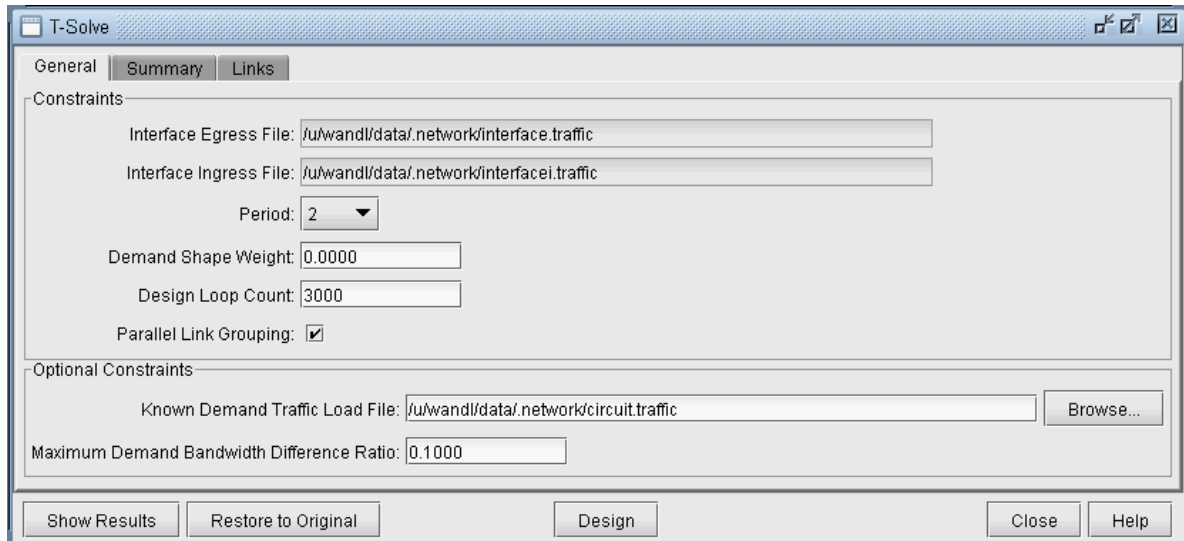 T-Solve
General Summary Links
Constraints
Interface Egress File: /u/wandl/data/.network/interface.traffic
Interface Ingress File: /u/wandl/data/.network/interfacei.traffic
Period: 2
Demand Shape Weight: 0.0000
Design Loop Count: 3000
Parallel Link Grouping:
Optional Constraints
Known Demand Traffic Load File: /u/wandl/data/.network/circuit.traffic Browse...
Maximum Demand Bandwidth Difference Ratio: 0.1000
Show Results Restore to Original Design Close Help